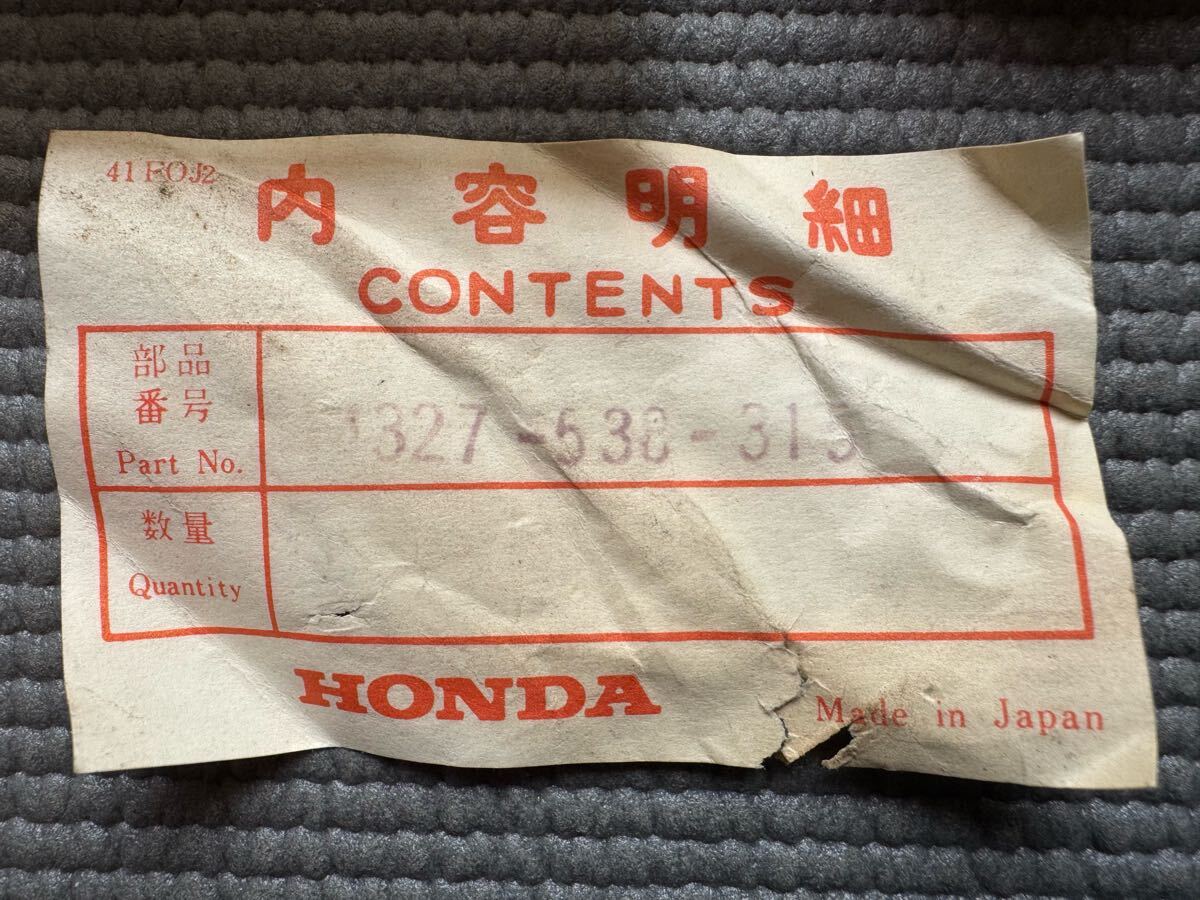 41FOJ2
内容明細
CONTENTS
部品
番号
Part No.
数量
Quantity
HONDA
Made in Japan